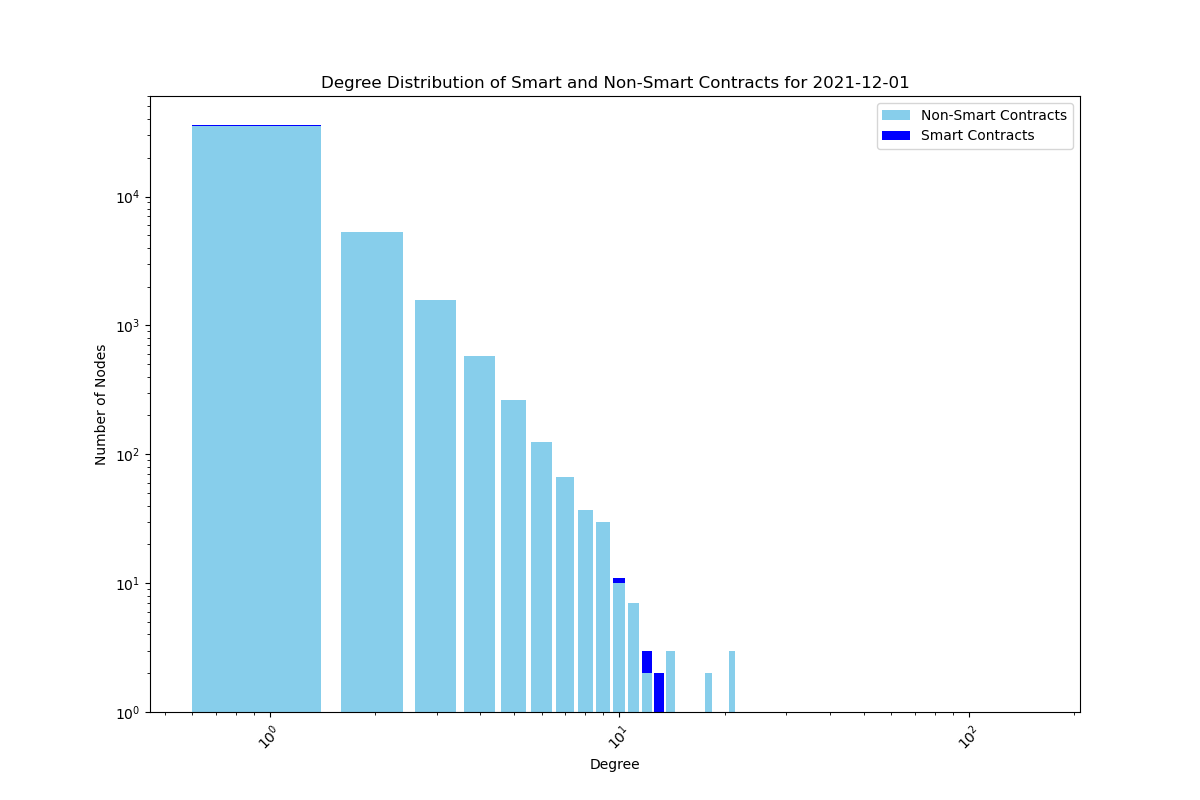 Degree Distribution of Smart and Non-Smart Contracts for 2021-12-01
Non-Smart Contracts
Smart Contracts
Number of Nodes
10⁴
10³
10²
10¹
10⁰
10⁰
10¹
10²
Degree